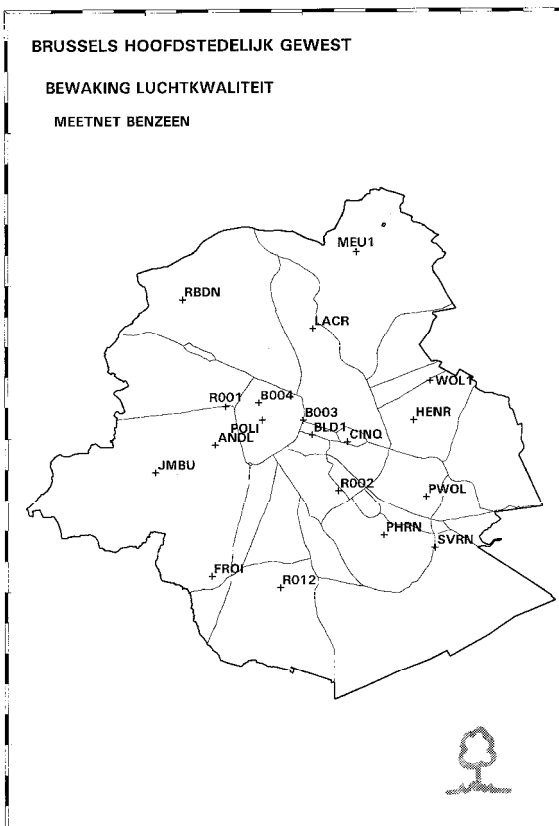 BRUSSELS HOOFDSTEDELIJK GEWEST
BEWAKING LUCHTKWALITEIT
MEETNET BENZEEN
MEU1
RBDN
LACR
WOL1
R001
B004
HENR
POLI
B003
BLD1
CINQ
ANDL
JMBU
R002
PWOL
PHRN
SVRN
FROI
R012